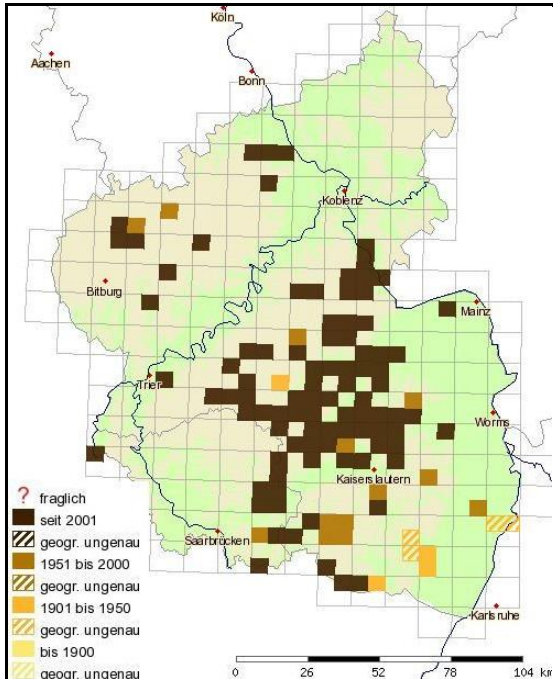 Köln
Aachen
Bonn
Koblenz
Bitburg
Mainz
Trier
Worms
Kaiserslautern
Saarbrücken
Karlsruhe
? fraglich
seit 2001
geogr. ungenau
1951 bis 2000
geogr. ungenau
1901 bis 1950
geogr. ungenau
bis 1900
geogr. ungenau
0 26 52 78 104 km